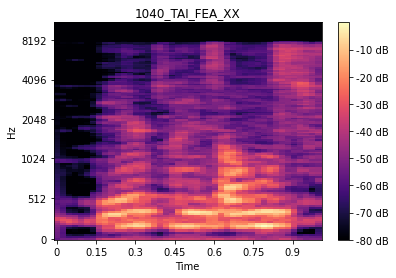 1040_TAI_FEA_XX
8192
4096
2048
1024
512
0
Hz
0 0.15 0.3 0.45 0.6 0.75 0.9
Time
-10 dB
-20 dB
-30 dB
-40 dB
-50 dB
-60 dB
-70 dB
-80 dB